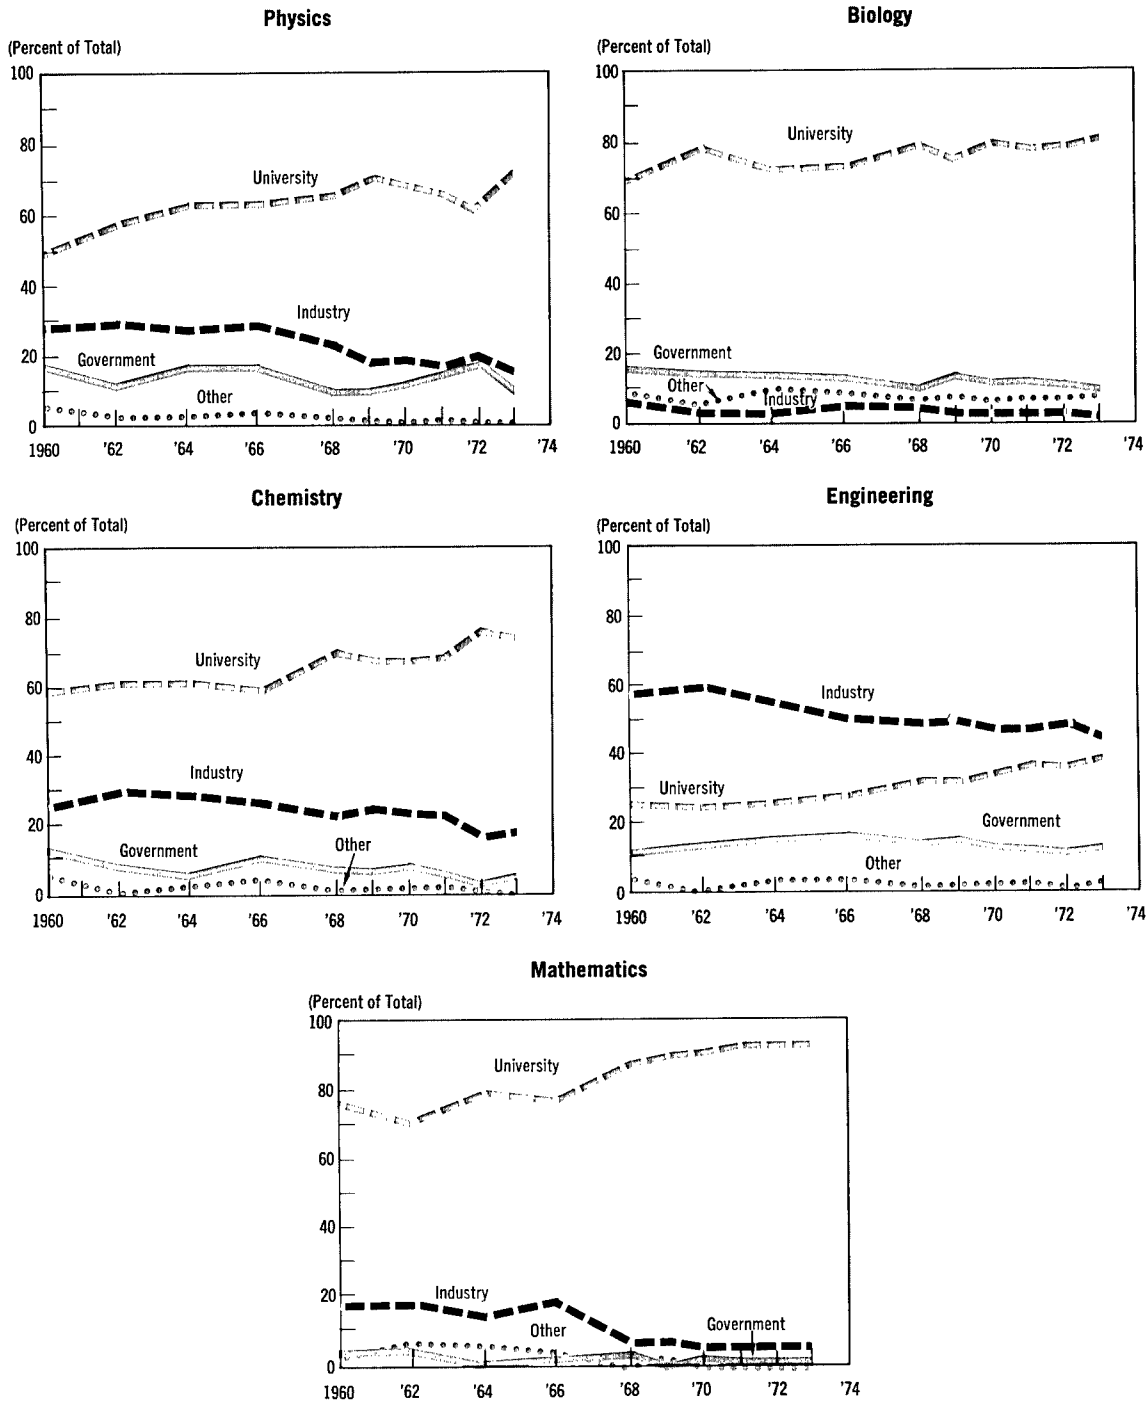 Physics
(Percent of Total)
100
80
60
40
20
0
University
Industry
Government
Other
1960 '62 '64 '66 '68 '70 '72 '74
Biology
(Percent of Total)
100
80
60
40
20
0
University
Government
Other
Industry
1960 '62 '64 '66 '68 '70 '72 '74
Chemistry
(Percent of Total)
100
80
60
40
20
0
University
Industry
Government
Other
1960 '62 '64 '66 '68 '70 '72 '74
Engineering
(Percent of Total)
100
80
60
40
20
0
Industry
University
Government
Other
1960 '62 '64 '66 '68 '70 '72 '74
Mathematics
(Percent of Total)
100
80
60
40
20
0
University
Industry
Other
Government
1960 '62 '64 '66 '68 '70 '72 '74